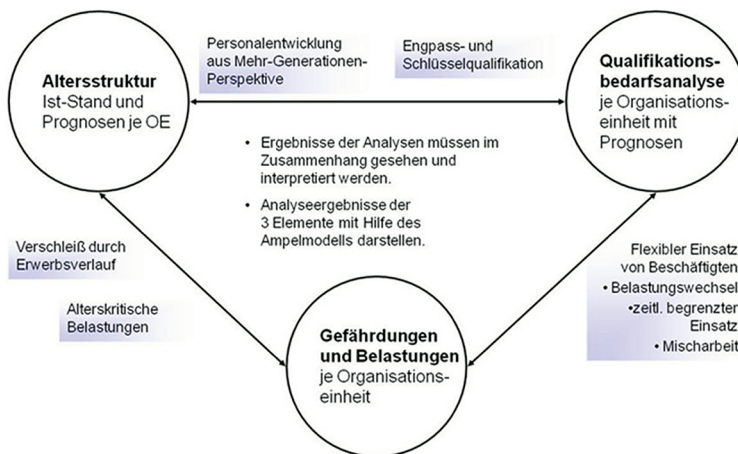 Altersstruktur
Ist-Stand und
Prognosen je OE
Personalentwicklung
aus Mehr-Generationen-
Perspektive
Engpass- und
Schlüsselqualifikation
Qualifikations-
bedarfsanalyse
je Organisations-
einheit mit
Prognosen
• Ergebnisse der Analysen müssen im
Zusammenhang gesehen und
interpretiert werden.
• Analyseergebnisse der
3 Elemente mit Hilfe des
Ampelmodells darstellen.
Verschleiß durch
Erwerbsverlauf
Alterskritische
Belastungen
Gefährdungen
und Belastungen
je Organisations-
einheit
Flexibler Einsatz
von Beschäftigten
• Belastungswechsel
•zeitl. begrenzter
Einsatz
• Mischarbeit